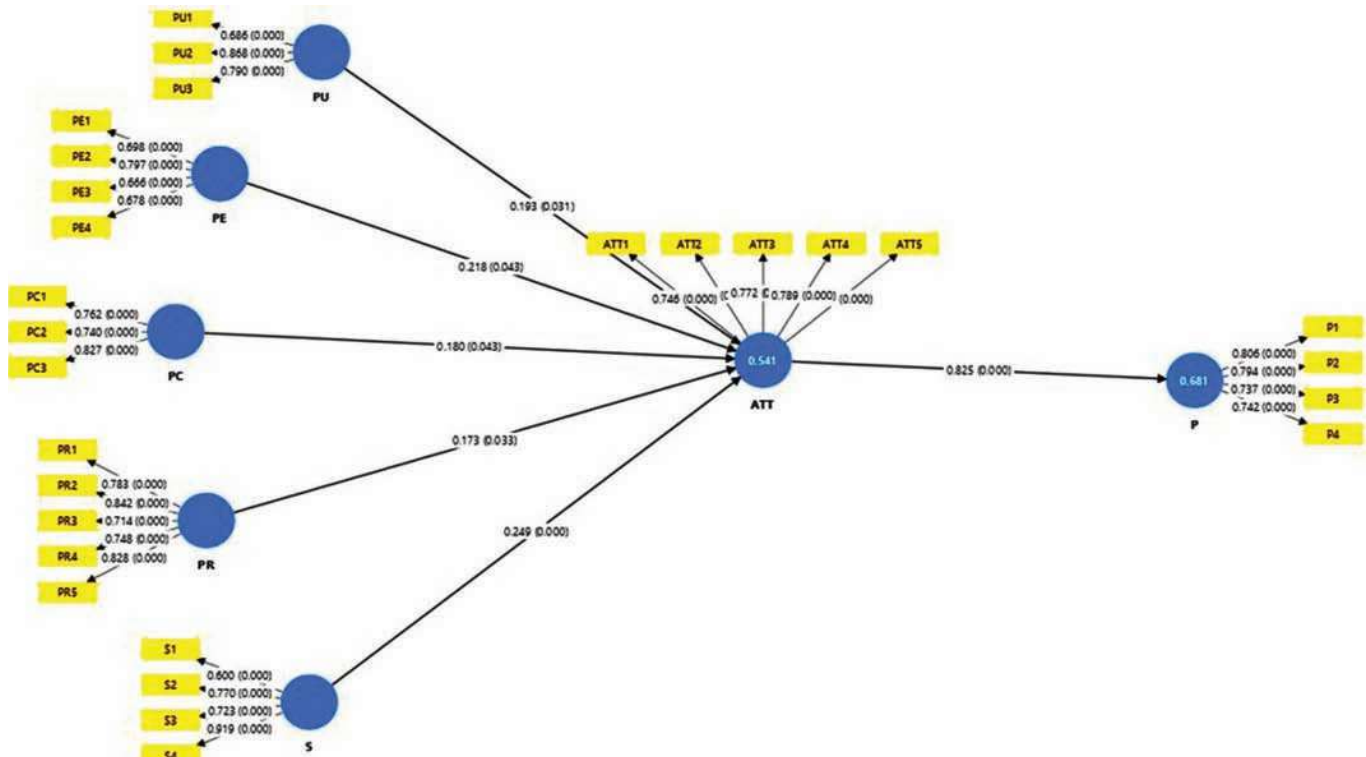 PU1
PU2
PU3
0.686 (0.000)
0.868 (0.000)
0.790 (0.000)
PU
PE1
PE2
PE3
PE4
0.698 (0.000)
0.797 (0.000)
0.666 (0.000)
0.678 (0.000)
PE
PC1
PC2
PC3
0.762 (0.000)
0.740 (0.000)
0.827 (0.000)
PC
PR1
PR2
PR3
PR4
PR5
0.783 (0.000)
0.842 (0.000)
0.714 (0.000)
0.748 (0.000)
0.828 (0.000)
PR
S1
S2
S3
S4
0.600 (0.000)
0.770 (0.000)
0.723 (0.000)
0.919 (0.000)
S
0.193 (0.031)
0.218 (0.043)
0.180 (0.043)
0.173 (0.033)
0.249 (0.000)
ATT1
ATT2
ATT3
ATT4
ATT5
0.746 (0.000)
0.772
0.789 (0.000)
(0.000)
0.541
ATT
0.825 (0.000)
0.681
P
0.806 (0.000)
0.794 (0.000)
0.737 (0.000)
0.742 (0.000)
P1
P2
P3
P4